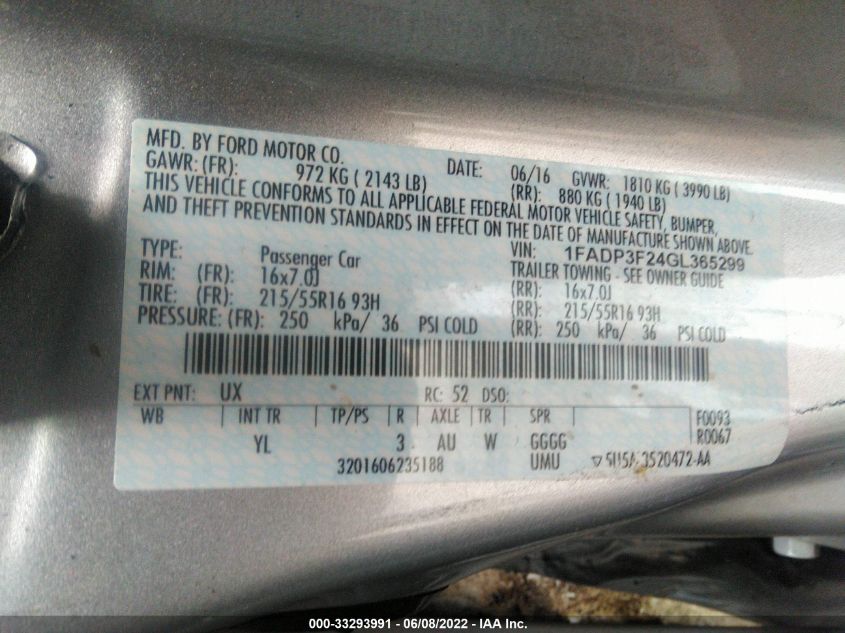 MFD. BY FORD MOTOR CO. DATE: 06/16 GVWR: 1810 KG ( 3990 LB)
GAWR: (FR): 972 KG ( 2143 LB) (RR): 880 KG ( 1940 LB)
THIS VEHICLE CONFORMS TO ALL APPLICABLE FEDERAL MOTOR VEHICLE SAFETY, BUMPER,
AND THEFT PREVENTION STANDARDS IN EFFECT ON THE DATE OF MANUFACTURE SHOWN ABOVE.
VIN: 1FADP3F24GL365299
TYPE: Passenger Car TRAILER TOWING - SEE OWNER GUIDE
RIM: (FR): 16x7.0J (RR): 16x7.0J
TIRE: (FR): 215/55R16 93H (RR): 215/55R16 93H
PRESSURE: (FR): 250 kPa/ 36 PSI COLD (RR): 250 kPa/ 36 PSI COLD
EXT PNT: UX RC: 52 DSO:
WB INT TR TP/PS R AXLE TR SPR F0093
YL 3 AU W GGGG R0067
3201606235188 UMU 3520472-AA
000-33293991 - 06/08/2022 - IAA Inc.